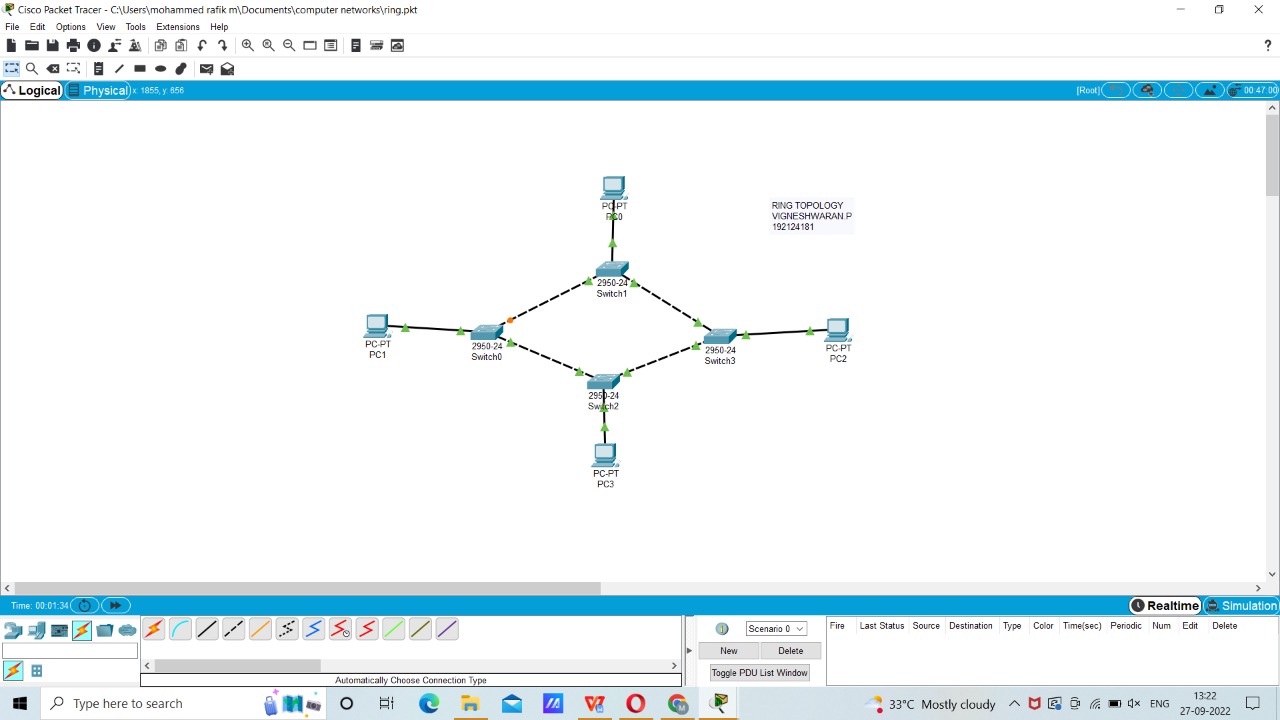 Cisco Packet Tracer - C:\Users\mohammed rafik m\Documents\computer networks\ring.pkt
File Edit Options View Tools Extensions Help
?
Logical Physical x: 1855, y: 656 [Root] 00:47:00
PC-PT
PC0
RING TOPOLOGY
VIGNESHWARAN.P
192124181
2950-24
Switch1
PC-PT
PC1
2950-24
Switch0
2950-24
Switch3
PC-PT
PC2
2950-24
Switch2
PC-PT
PC3
Time: 00:01:34 Realtime Simulation
Scenario 0
New Delete
Toggle PDU List Window
Fire Last Status Source Destination Type Color Time(sec) Periodic Num Edit Delete
Automatically Choose Connection Type
Type here to search
33°C Mostly cloudy ENG
13:22
27-09-2022